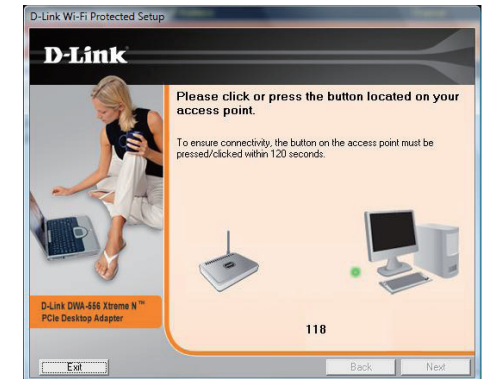 D-Link Wi-Fi Protected Setup
D-Link
Please click or press the button located on your
access point.
To ensure connectivity, the button on the access point must be
pressed/clicked within 120 seconds.
D-Link DWA-556 Xtreme N™
PCIe Desktop Adapter
118
Exit
Back
Next